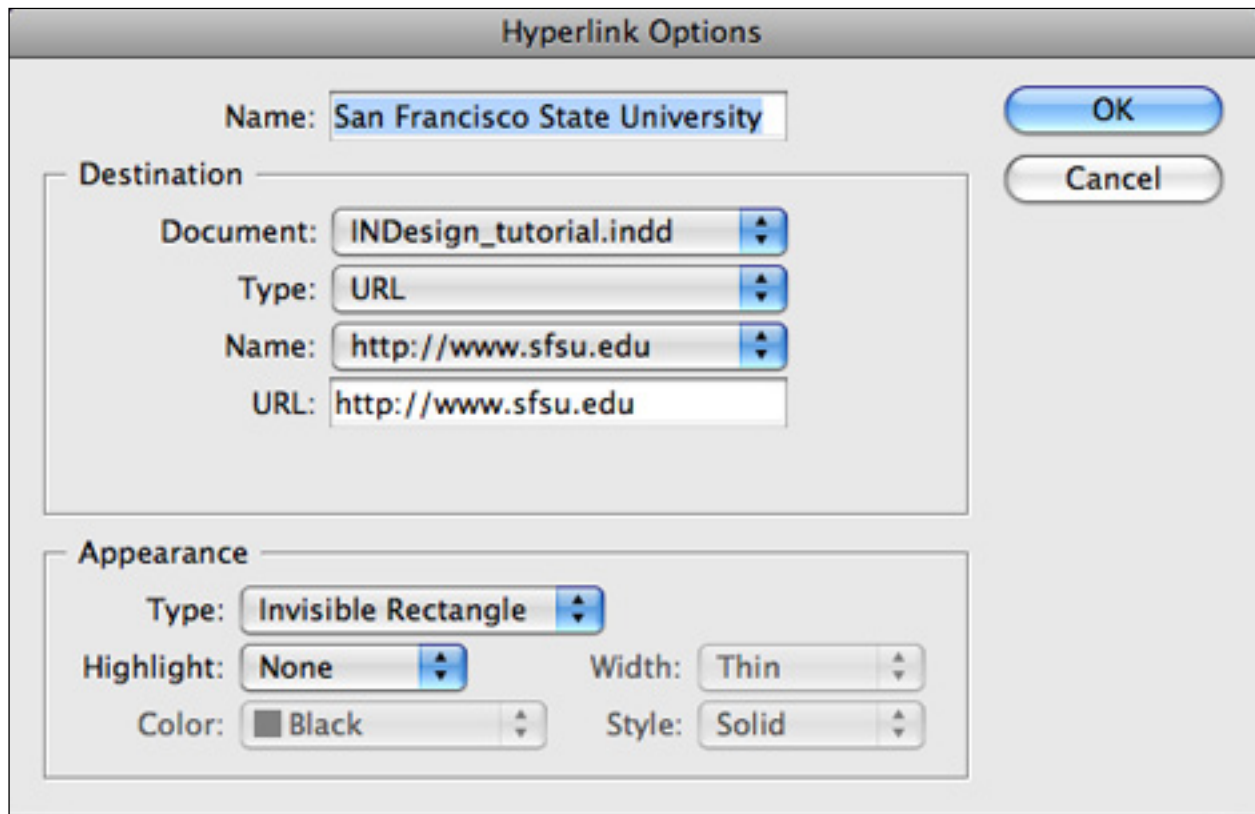 Hyperlink Options
Name: San Francisco State University
OK
Cancel
Destination
Document: INDesign_tutorial.indd
Type: URL
Name: http://www.sfsu.edu
URL: http://www.sfsu.edu
Appearance
Type: Invisible Rectangle
Highlight: None Width: Thin
Color: Black Style: Solid